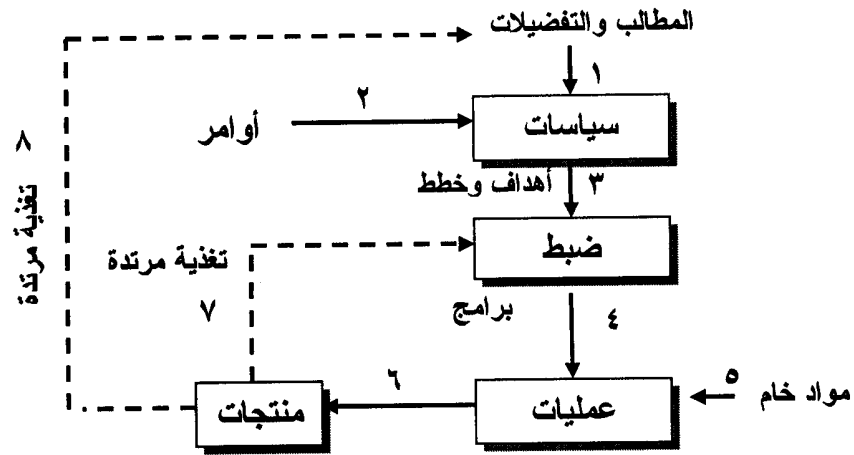 المطالب والتفضيلات
١
٢
أوامر
سياسات
٣
أهداف وخطط
ضبط
تغذية مرتدة
٧
٨ تغذية مرتدة
برامج
٤
مواد خام
٥
عمليات
٦
منتجات